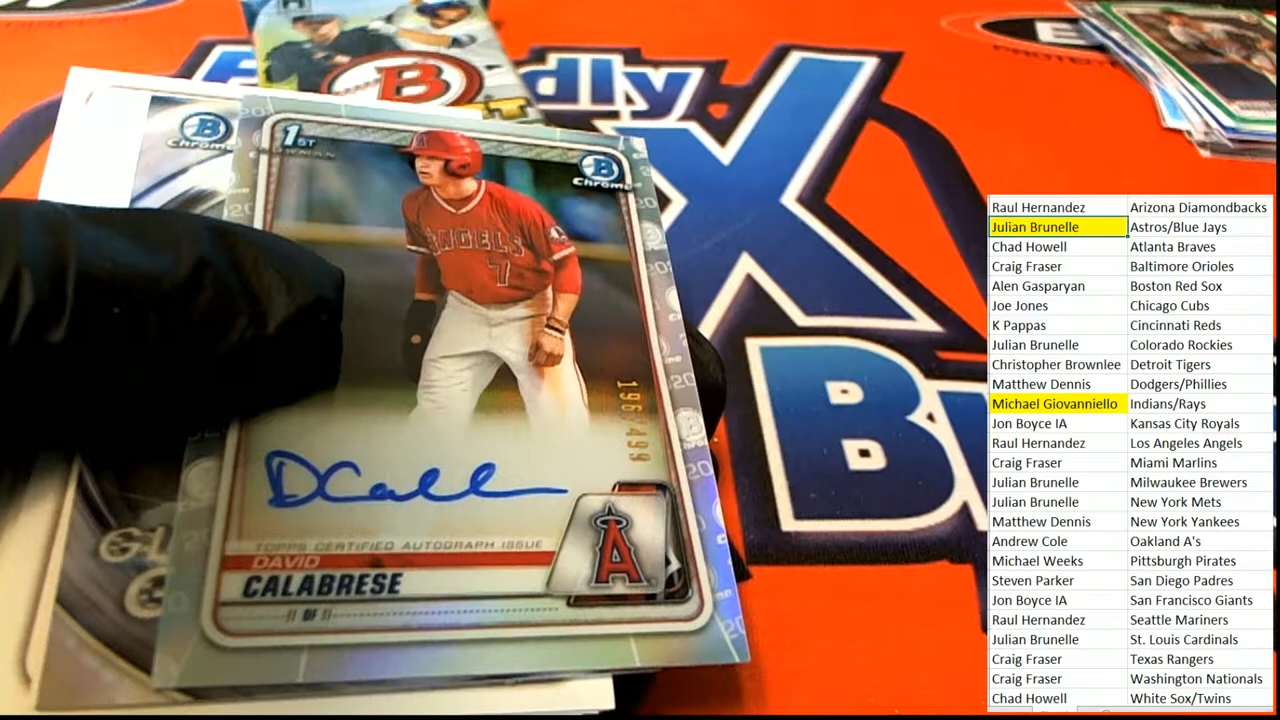 B
dly
X
B
B
Chrome
1ST
BOWMAN
B
Chrome
ANGELS
7
196/499
D Call
TOPPS CERTIFIED AUTOGRAPH ISSUE
DAVID
CALABRESE
OF
A
Raul Hernandez Arizona Diamondbacks
Julian Brunelle Astros/Blue Jays
Chad Howell Atlanta Braves
Craig Fraser Baltimore Orioles
Alen Gasparyan Boston Red Sox
Joe Jones Chicago Cubs
K Pappas Cincinnati Reds
Julian Brunelle Colorado Rockies
Christopher Brownlee Detroit Tigers
Matthew Dennis Dodgers/Phillies
Michael Giovanniello Indians/Rays
Jon Boyce IA Kansas City Royals
Raul Hernandez Los Angeles Angels
Craig Fraser Miami Marlins
Julian Brunelle Milwaukee Brewers
Julian Brunelle New York Mets
Matthew Dennis New York Yankees
Andrew Cole Oakland A's
Michael Weeks Pittsburgh Pirates
Steven Parker San Diego Padres
Jon Boyce IA San Francisco Giants
Raul Hernandez Seattle Mariners
Julian Brunelle St. Louis Cardinals
Craig Fraser Texas Rangers
Craig Fraser Washington Nationals
Chad Howell White Sox/Twins